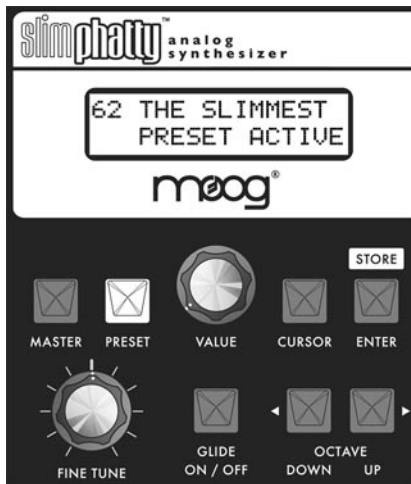 slimphatty™ analog synthesizer
62 THE SLIMMEST
PRESET ACTIVE
moog®
STORE
MASTER PRESET VALUE CURSOR ENTER
FINE TUNE
GLIDE ON / OFF
OCTAVE
DOWN UP